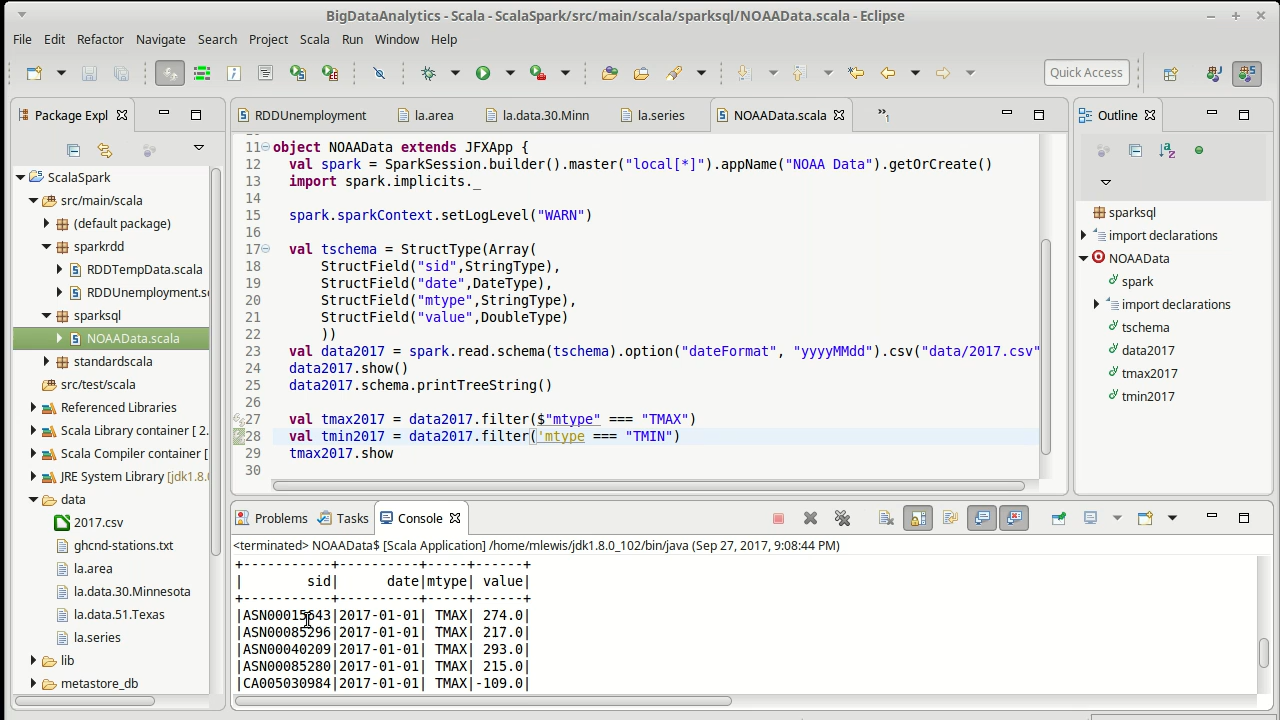 BigDataAnalytics - Scala - ScalaSpark/src/main/scala/sparksql/NOAAData.scala - Eclipse
File Edit Refactor Navigate Search Project Scala Run Window Help
Quick Access
Package Expl
ScalaSpark
src/main/scala
(default package)
sparkrdd
RDDTempData.scala
RDDUnemployment.sc
sparksql
NOAAData.scala
standardscala
src/test/scala
Referenced Libraries
Scala Library container [ 2.
Scala Compiler container [
JRE System Library [jdk1.8.0
data
2017.csv
ghcnd-stations.txt
la.area
la.data.30.Minnesota
la.data.51.Texas
la.series
lib
metastore_db
RDDUnemployment la.area la.data.30.Minn la.series NOAAData.scala »1
11 object NOAAData extends JFXApp {
12 val spark = SparkSession.builder().master("local[*]").appName("NOAA Data").getOrCreate()
13 import spark.implicits._
14
15 spark.sparkContext.setLogLevel("WARN")
16
17 val tschema = StructType(Array(
18 StructField("sid",StringType),
19 StructField("date",DateType),
20 StructField("mtype",StringType),
21 StructField("value",DoubleType)
22 ))
23 val data2017 = spark.read.schema(tschema).option("dateFormat", "yyyyMMdd").csv("data/2017.csv"
24 data2017.show()
25 data2017.schema.printTreeString()
26
27 val tmax2017 = data2017.filter($"mtype" === "TMAX")
28 val tmin2017 = data2017.filter('mtype === "TMIN")
29 tmax2017.show
30
Outline
sparksql
import declarations
NOAAData
spark
import declarations
tschema
data2017
tmax2017
tmin2017
Problems Tasks Console
<terminated> NOAAData$ [Scala Application] /home/mlewis/jdk1.8.0_102/bin/java (Sep 27, 2017, 9:08:44 PM)
+-----------+----------+-----+------+
|        sid|      date|mtype| value|
+-----------+----------+-----+------+
|ASN00015643|2017-01-01| TMAX| 274.0|
|ASN00085296|2017-01-01| TMAX| 217.0|
|ASN00040209|2017-01-01| TMAX| 293.0|
|ASN00085280|2017-01-01| TMAX| 215.0|
|CA005030984|2017-01-01| TMAX|-109.0|